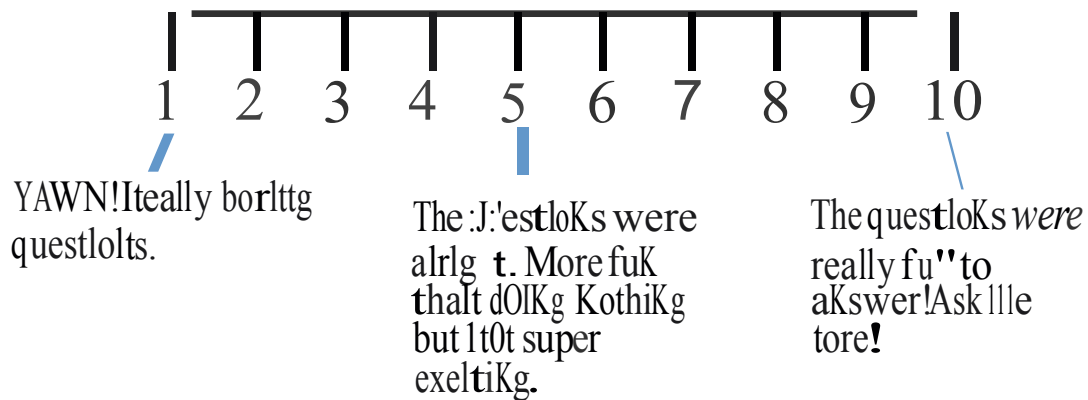 1 2 3 4 5 6 7 8 9 10
YAWN!Iteally borlttg
questlolts.
The :J:'estloKs were
alrlg t. More fuK
thalt dOlKg KothiKg
but 1t0t super
exeltiKg.
The questloKs were
really fu" to
aKswer!Ask llle
tore!